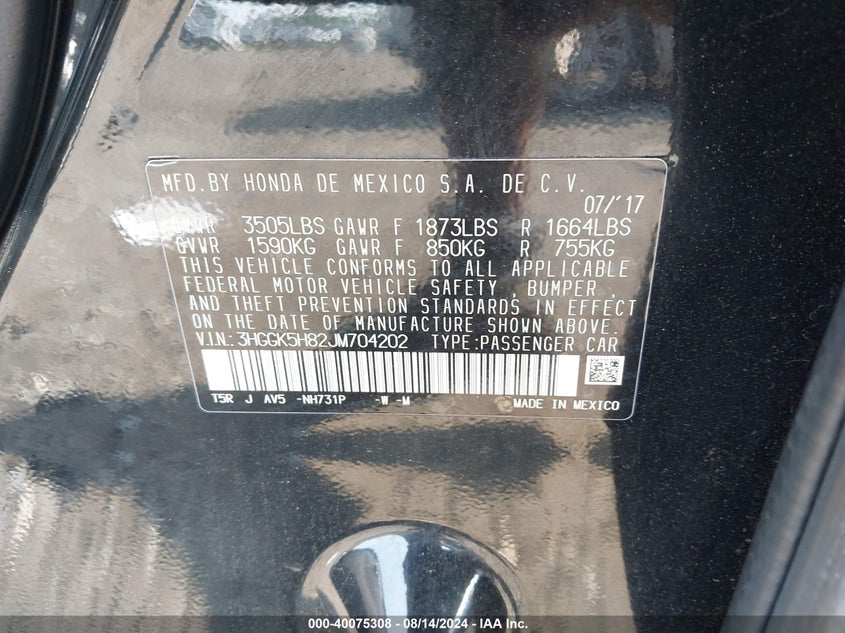 MFD.BY HONDA DE MEXICO S.A. DE C.V.
07/'17
GVWR 3505LBS GAWR F 1873LBS R 1664LBS
GVWR 1590KG GAWR F 850KG R 755KG
THIS VEHICLE CONFORMS TO ALL APPLICABLE
FEDERAL MOTOR VEHICLE SAFETY, BUMPER,
AND THEFT PREVENTION STANDARDS IN EFFECT
ON THE DATE OF MANUFACTURE SHOWN ABOVE.
V.I.N.: 3HGGK5H82JM704202 TYPE:PASSENGER CAR
T5R J AV5 -NH731P -W -M MADE IN MEXICO
000-40075308 - 08/14/2024 - IAAI.com